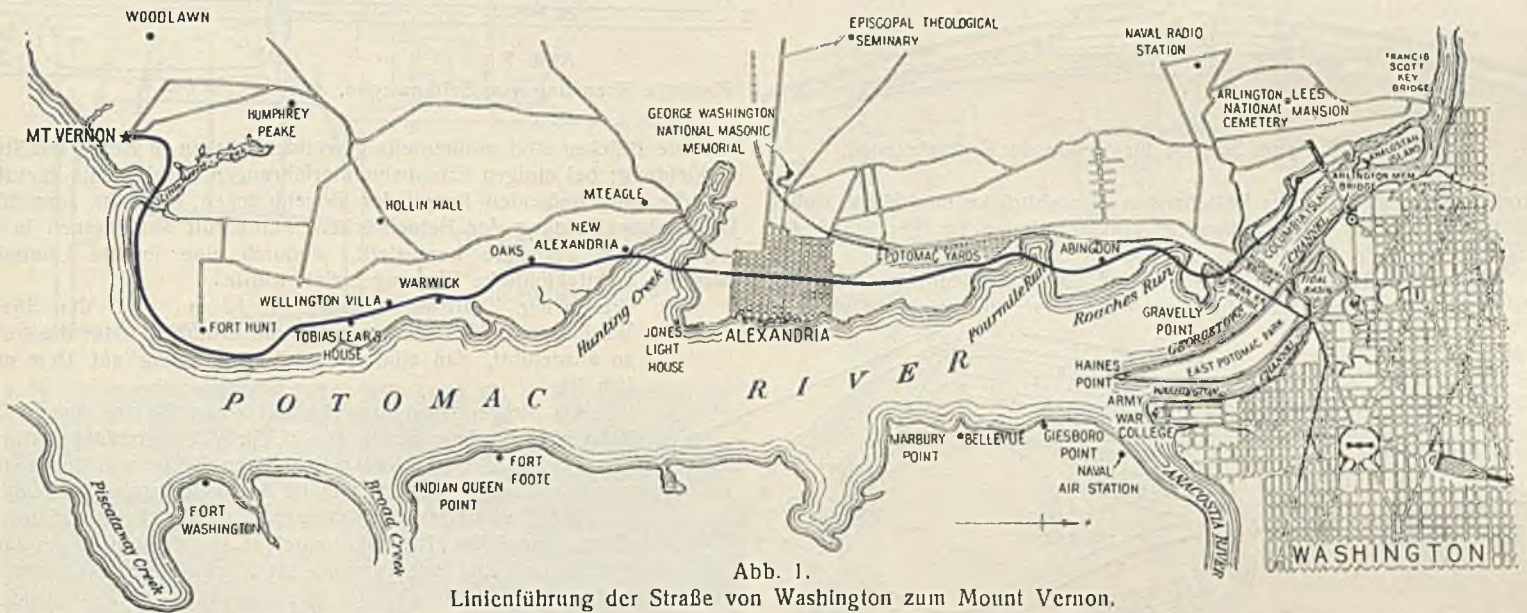 WOODLAWN
EPISCOPAL THEOLOGICAL
SEMINARY
NAVAL RADIO
STATION
FRANCIS
SCOTT
KEY
BRIDGE
HUMPHREY
PEAKE
MT VERNON
GEORGE WASHINGTON
NATIONAL MASONIC
MEMORIAL
ARLINGTON
NATIONAL
CEMETERY
LEES
MANSION
ANALOSTAN
ISLAND
ARLINGTON MEM.
BRIDGE
HOLLIN HALL
MT.EAGLE
NEW
ALEXANDRIA
OAKS
COLUMBIA ISLAND
CHANNEL
TIDAL
BASIN
POTOMAC YARDS
ABINGDON
WARWICK
WELLINGTON VILLA
FORT HUNT
TOBIAS LEAR'S
HOUSE
Hunting Creek
JONES
LIGHT
HOUSE
ALEXANDRIA
Fourmile Run
Roaches Run
GRAVELLY
POINT
GEORGETOWN
EAST POTOMAC PARK
HAINES
POINT
WASHINGTON
CHANNEL
ARMY
WAR
COLLEGE
POTOMAC RIVER
MARBURY
POINT
BELLEVUE
GIESBORO
POINT
NAVAL
AIR STATION
ANACOSTIA RIVER
Piscatanay Creek
FORT
WASHINGTON
Broad Creek
INDIAN QUEEN
POINT
FORT
FOOTE
WASHINGTON
Abb. 1.
Linienführung der Straße von Washington zum Mount Vernon.